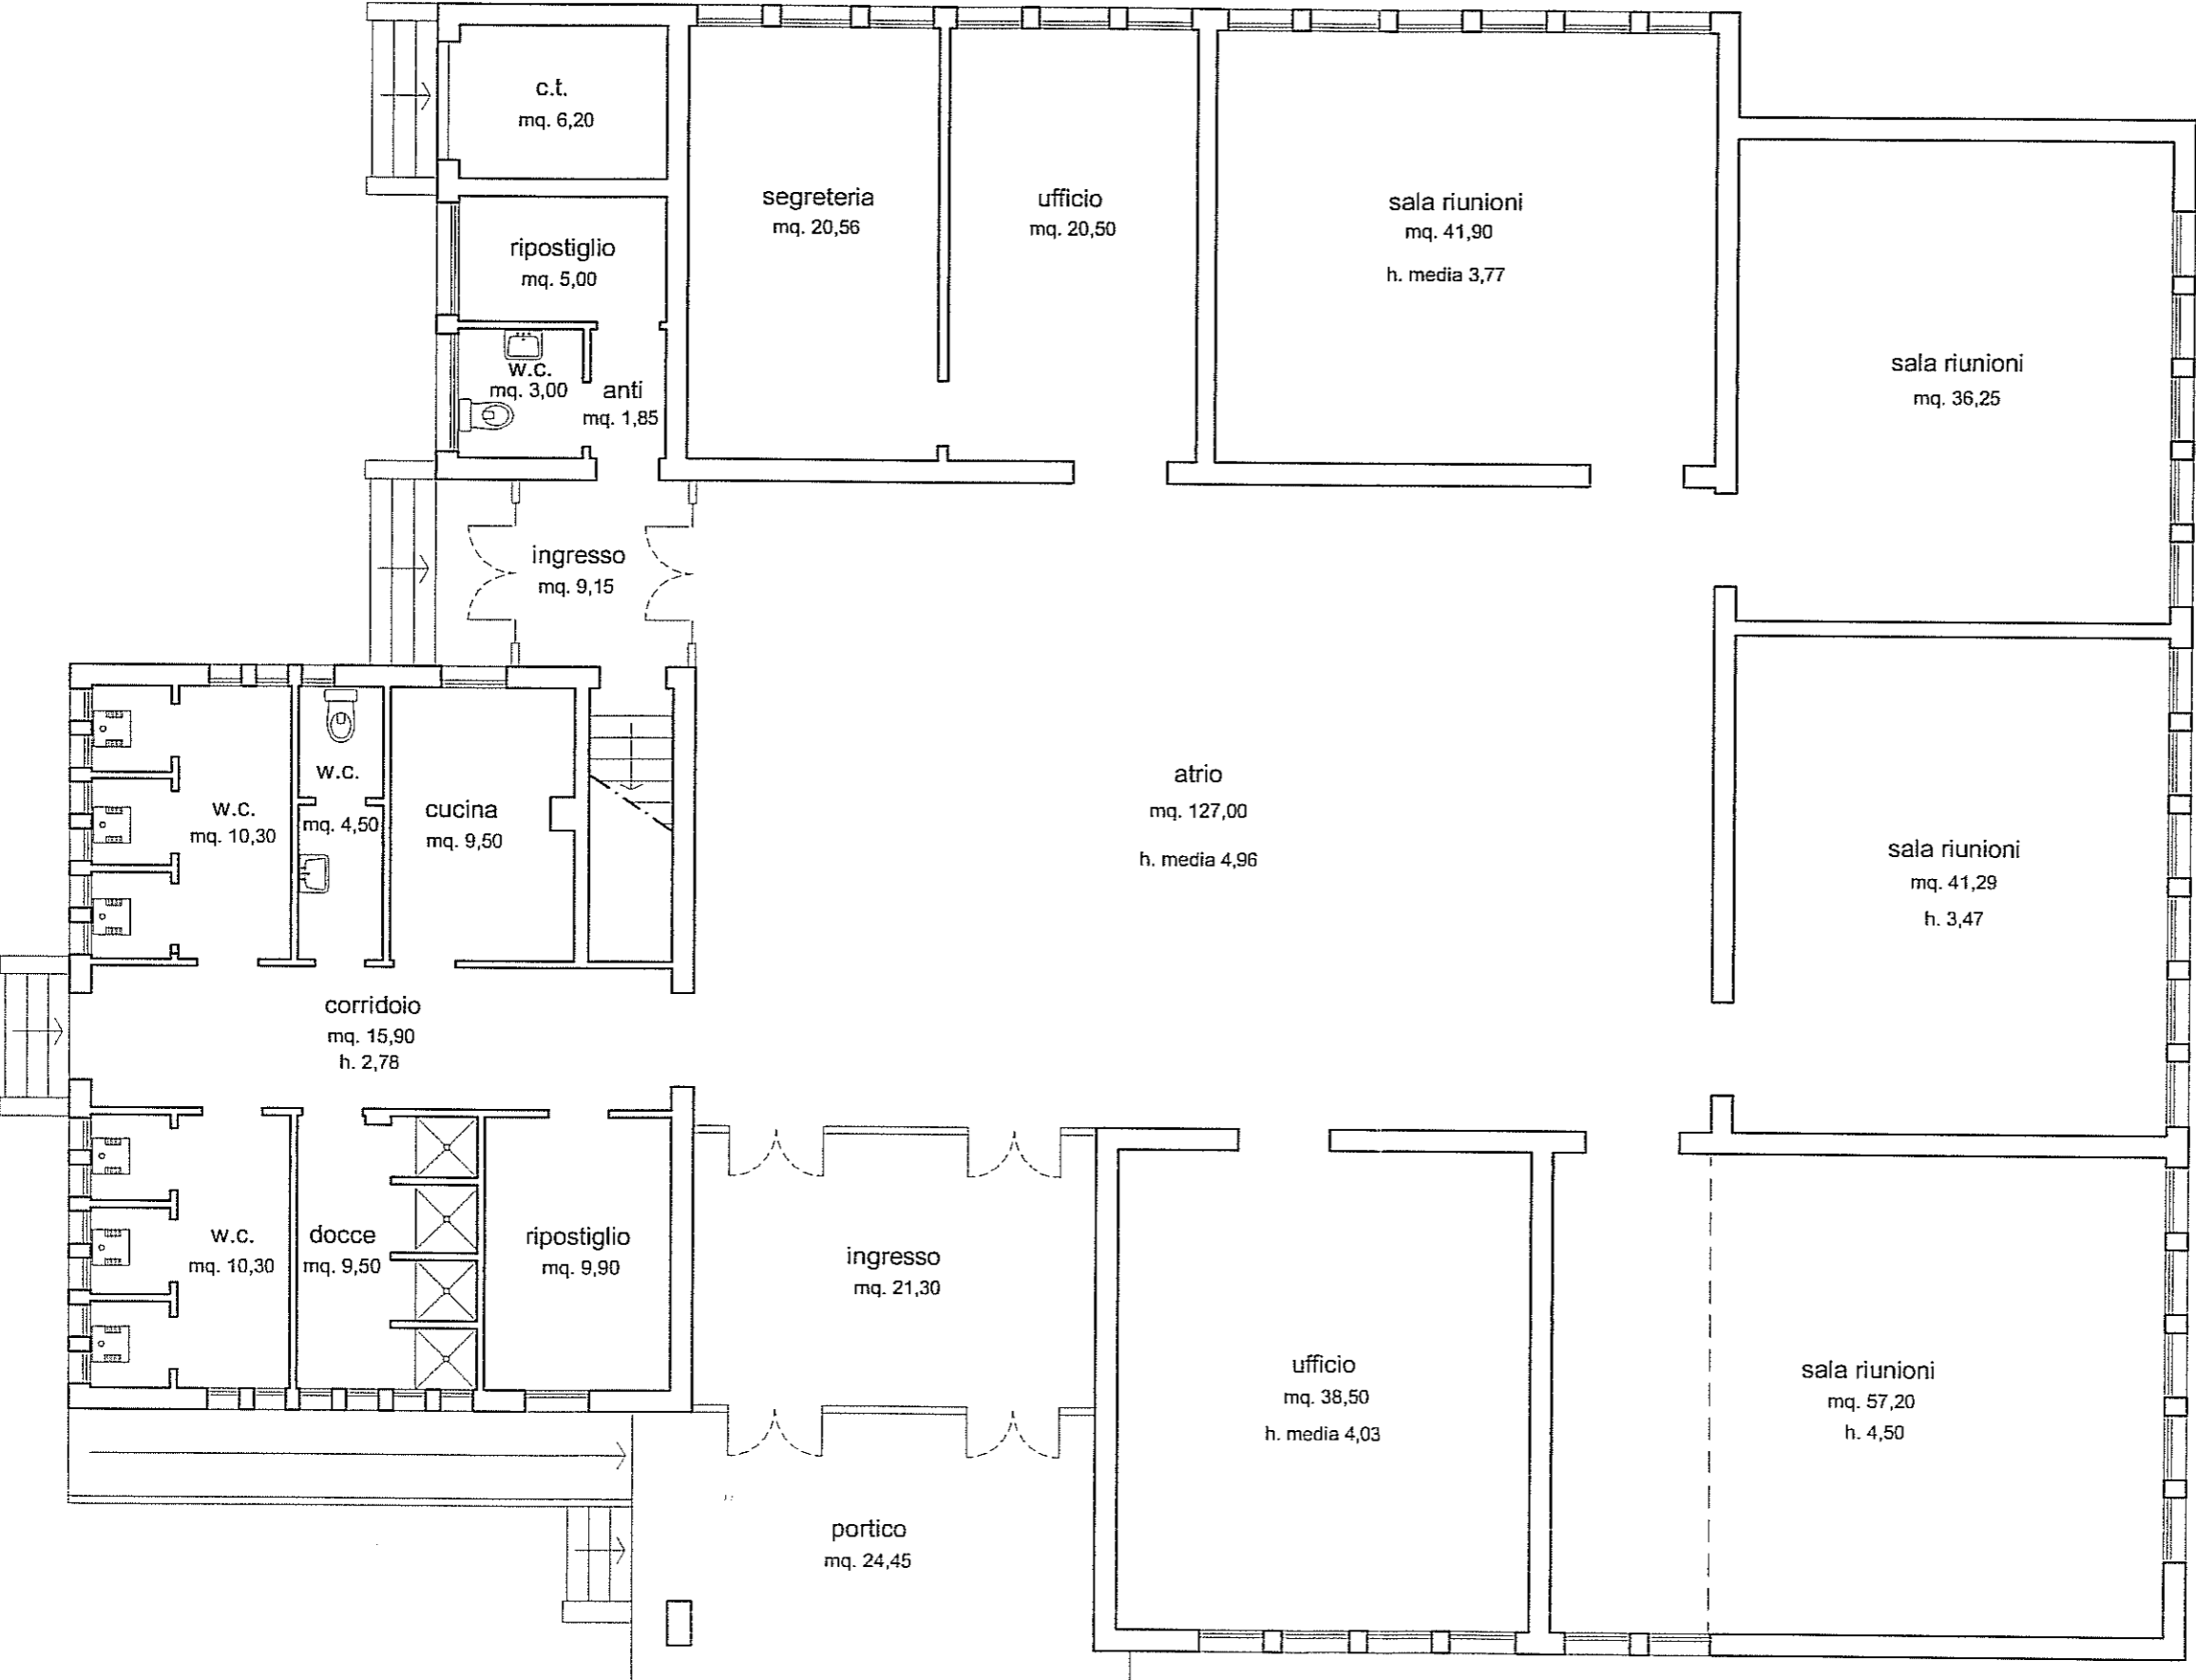 c.t.
mq. 6,20
segreteria
mq. 20,56
ufficio
mq. 20,50
sala riunioni
mq. 41,90
h. media 3,77
ripostiglio
mq. 5,00
w.c.
mq. 3,00
anti
mq. 1,85
sala riunioni
mq. 36,25
ingresso
mq. 9,15
w.c.
mq. 10,30
w.c.
mq. 4,50
cucina
mq. 9,50
atrio
mq. 127,00
h. media 4,96
sala riunioni
mq. 41,29
h. 3,47
corridoio
mq. 15,90
h. 2,78
w.c.
mq. 10,30
docce
mq. 9,50
ripostiglio
mq. 9,90
ingresso
mq. 21,30
ufficio
mq. 38,50
h. media 4,03
sala riunioni
mq. 57,20
h. 4,50
portico
mq. 24,45